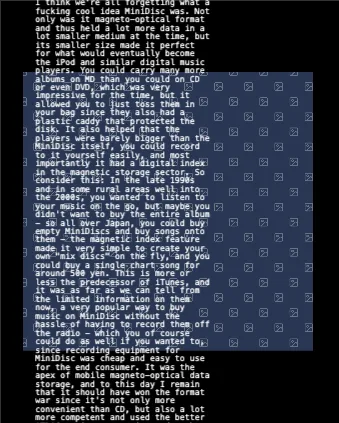 I think we're all forgetting what a
fucking cool idea MiniDisc was. Not
only was it magneto-optical format
and thus held a lot more data in a
lot smaller medium at the time, but
its smaller size made it perfect
for what would eventually become
the iPod and similar digital music
players. You could carry many more
albums on MD than you could on CD
or even DVD, which was very
impressive for the time, but it
allowed you to just toss them in
your bag since they also had a
plastic caddy that protected the
disk. It also helped that the
players were barely bigger than the
MiniDisc itself, you could record
to it yourself easily, and most
importantly it had a digital index
in the magnetic storage sector. So
consider this: In the late 1990s
and in some rural areas well into
the 2000s, you wanted to listen to
your music on the go, but maybe you
didn't want to buy the entire album
— so all over Japan, you could buy
empty MiniDiscs and buy songs onto
them — the magnetic index feature
made it very simple to create your
own "mix discs" on the fly, and you
could buy a single chart song for
around 500 yen. This is more or
less the predecessor of iTunes, and
it was as far as we can tell from
the limited information on them
now, a very popular way to buy
music on MiniDisc without the
hassle of having to record them off
the radio — which you of course
could do as well if you wanted to,
since recording equipment for
MiniDisc was cheap and easy to use
for the end consumer. It was the
apex of mobile magneto-optical data
storage, and to this day I remain
that it should have won the format
war since it's not only more
convenient than CD, but also a lot
more competent and used the better